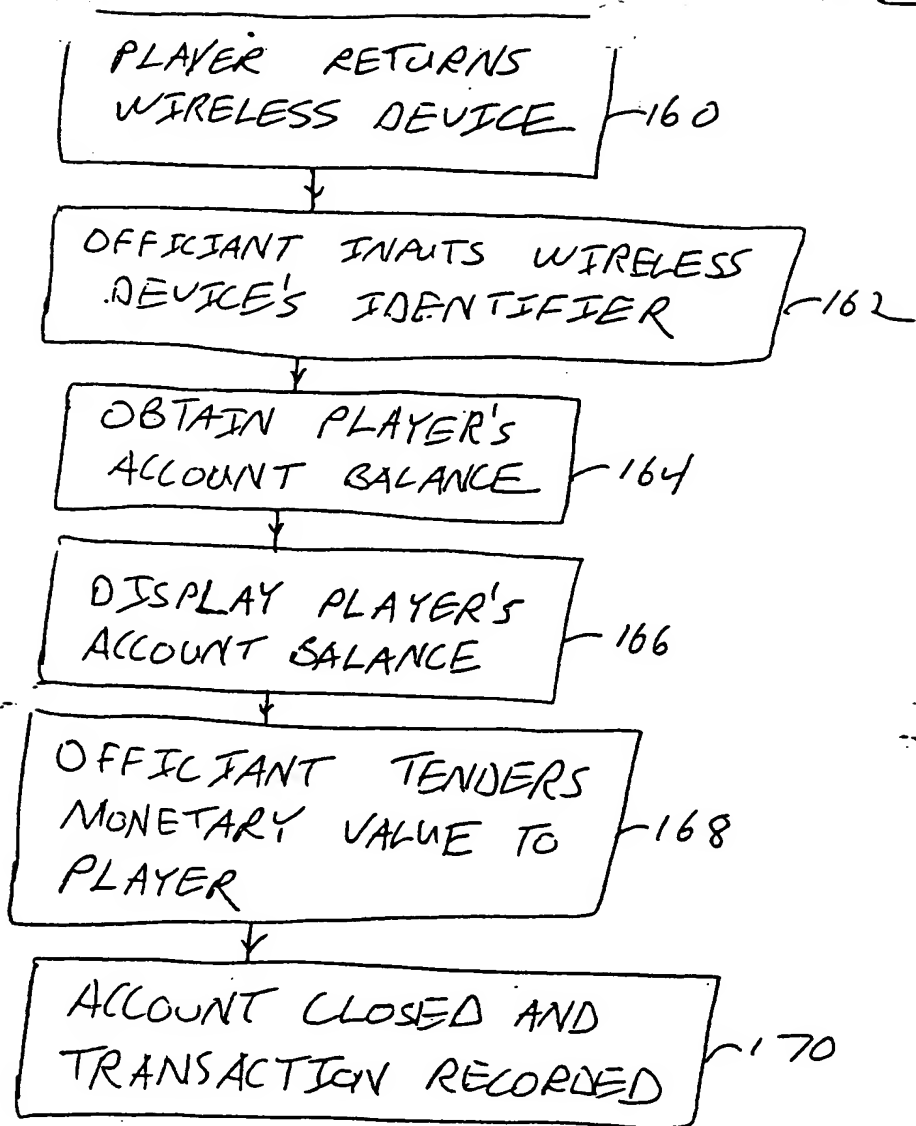 PLAYER RETURNS
WIRELESS DEVICE
160
OFFICIANT INPUTS WIRELESS
DEVICE'S IDENTIFIER
162
OBTAIN PLAYER'S
ACCOUNT BALANCE
164
DISPLAY PLAYER'S
ACCOUNT BALANCE
166
OFFICIANT TENDERS
MONETARY VALUE TO
PLAYER
168
ACCOUNT CLOSED AND
TRANSACTION RECORDED
170